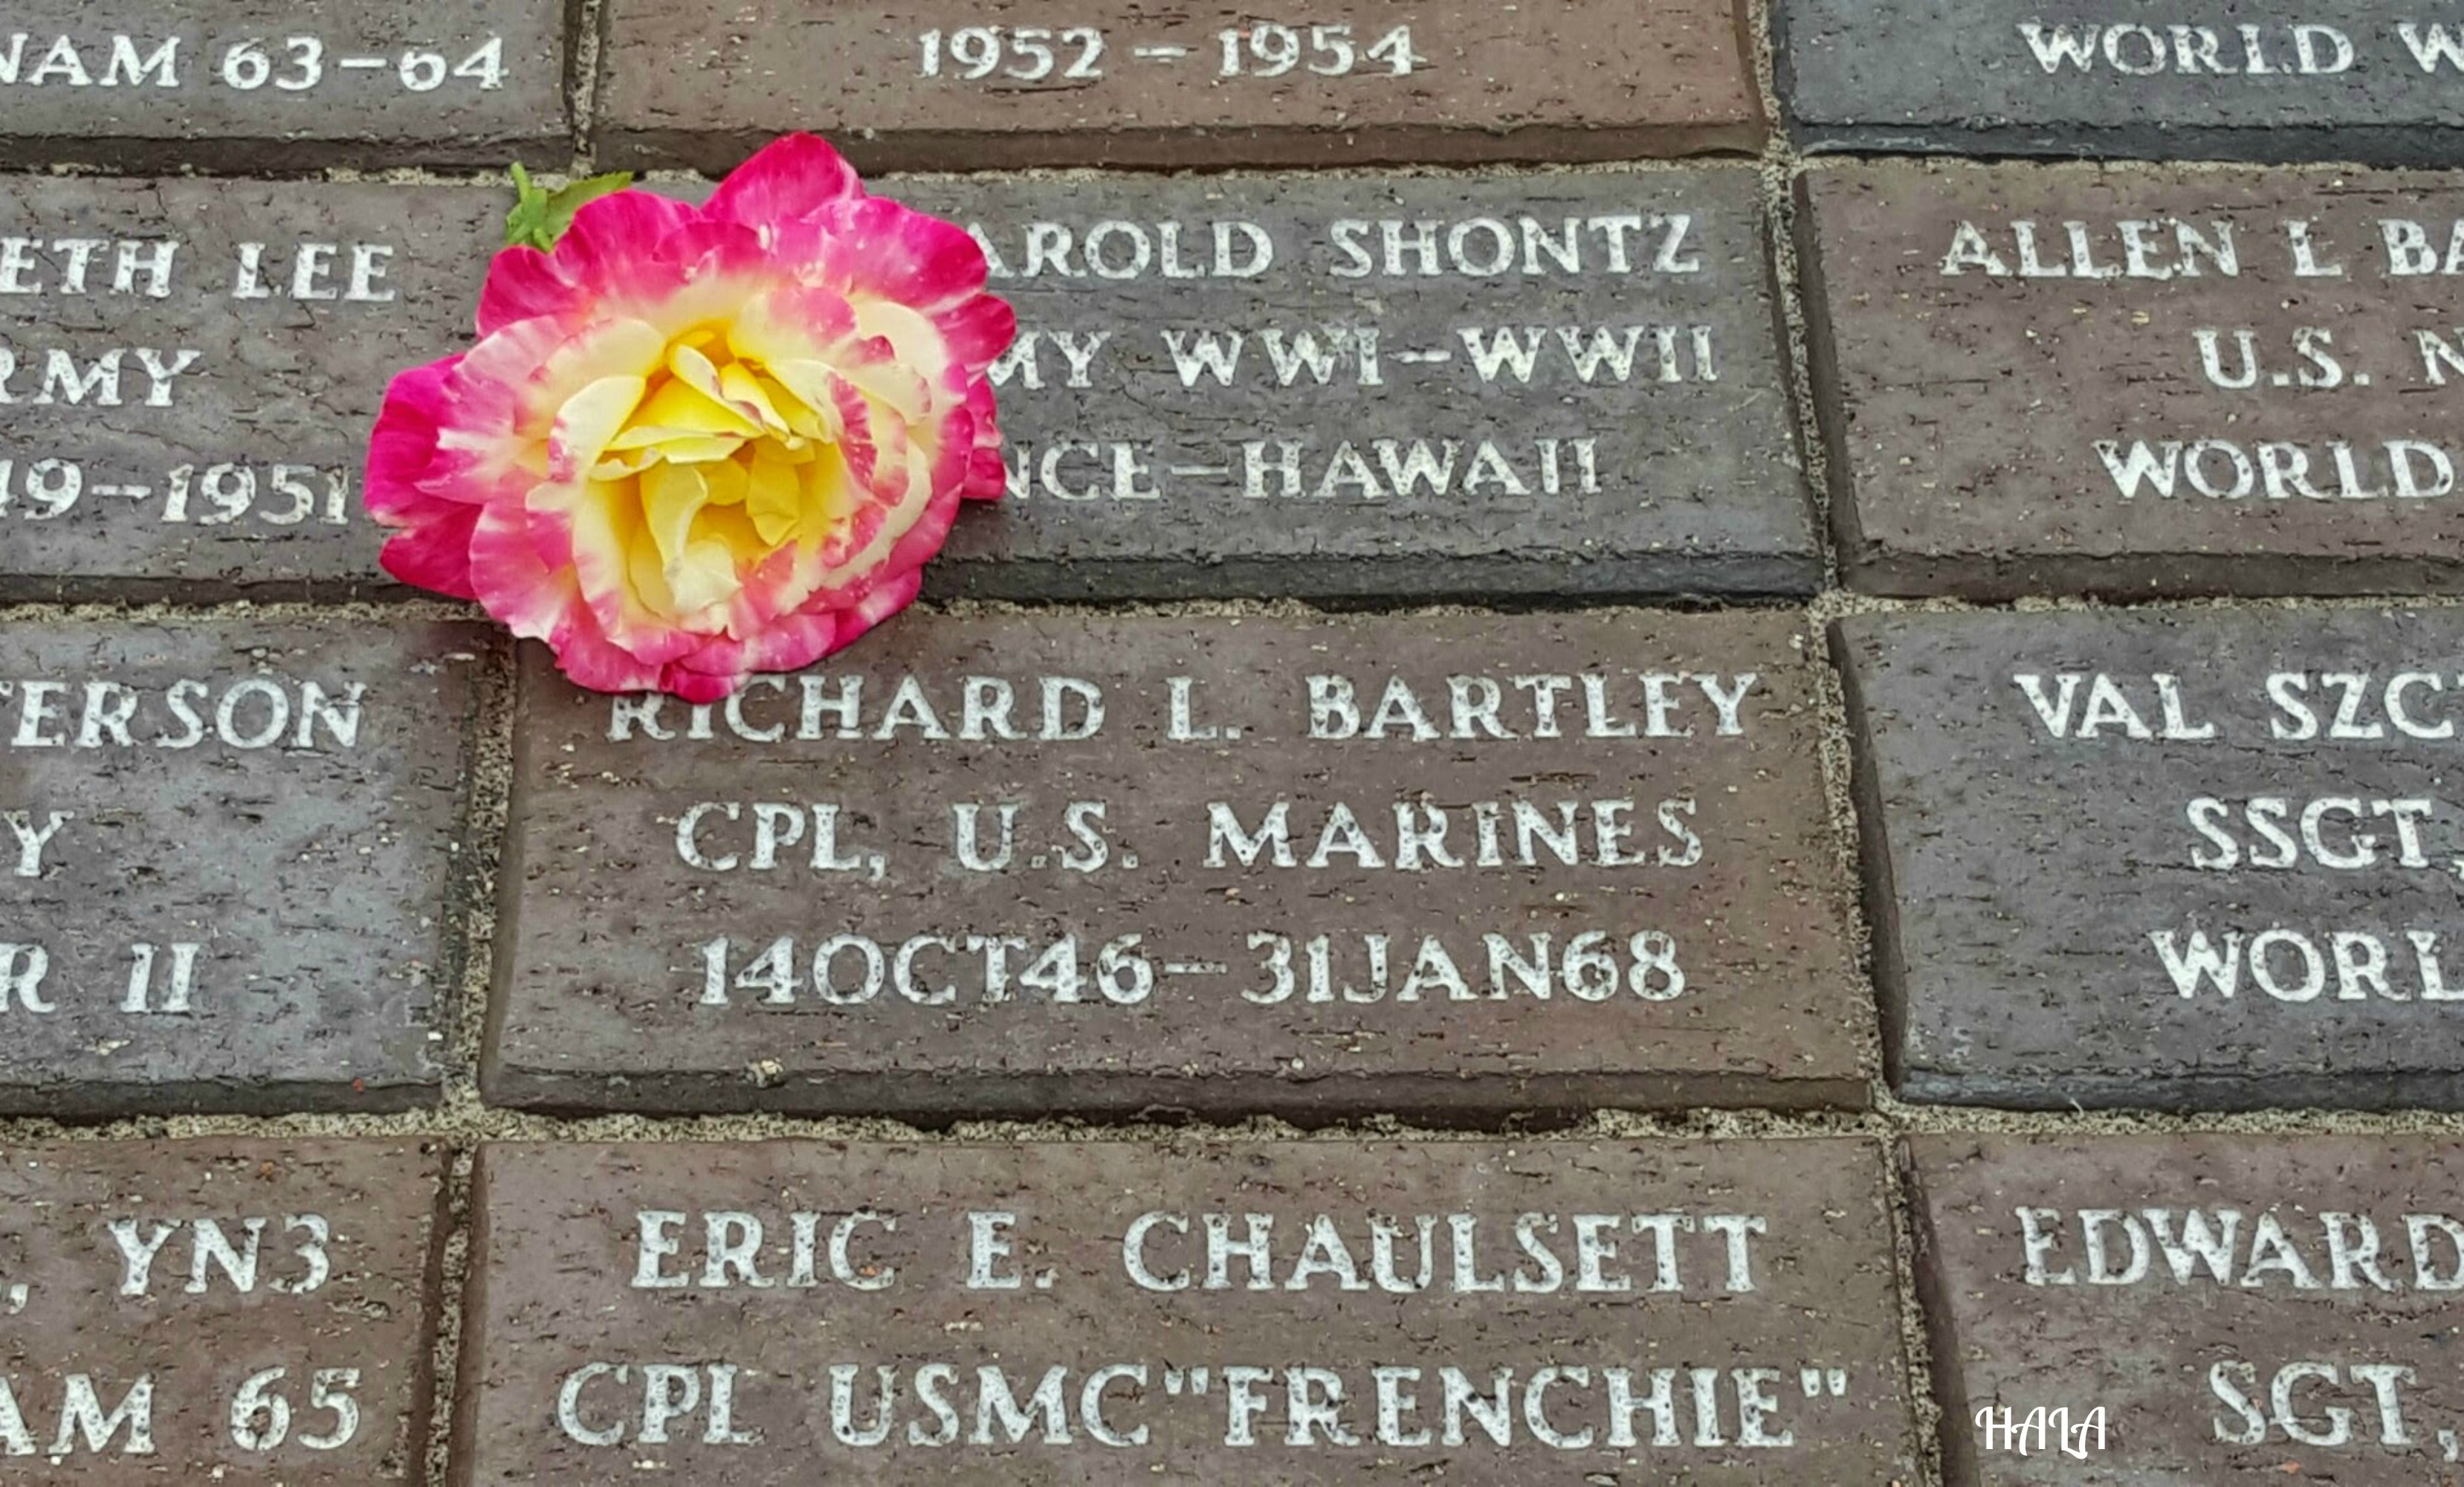 NAM 63-64
1952 - 1954
WORLD W
ETH LEE
RMY
49-1951
AROLD SHONTZ
MY WWI-WWII
NCE-HAWAII
ALLEN L BA
U.S. N
WORLD
TERSON
Y
R II
RICHARD L. BARTLEY
CPL, U.S. MARINES
14OCT46-31JAN68
VAL SZC
SSGT,
WORL
, YN3
AM 65
ERIC E. CHAULSETT
CPL USMC"FRENCHIE"
EDWARD
SGT,
HALA